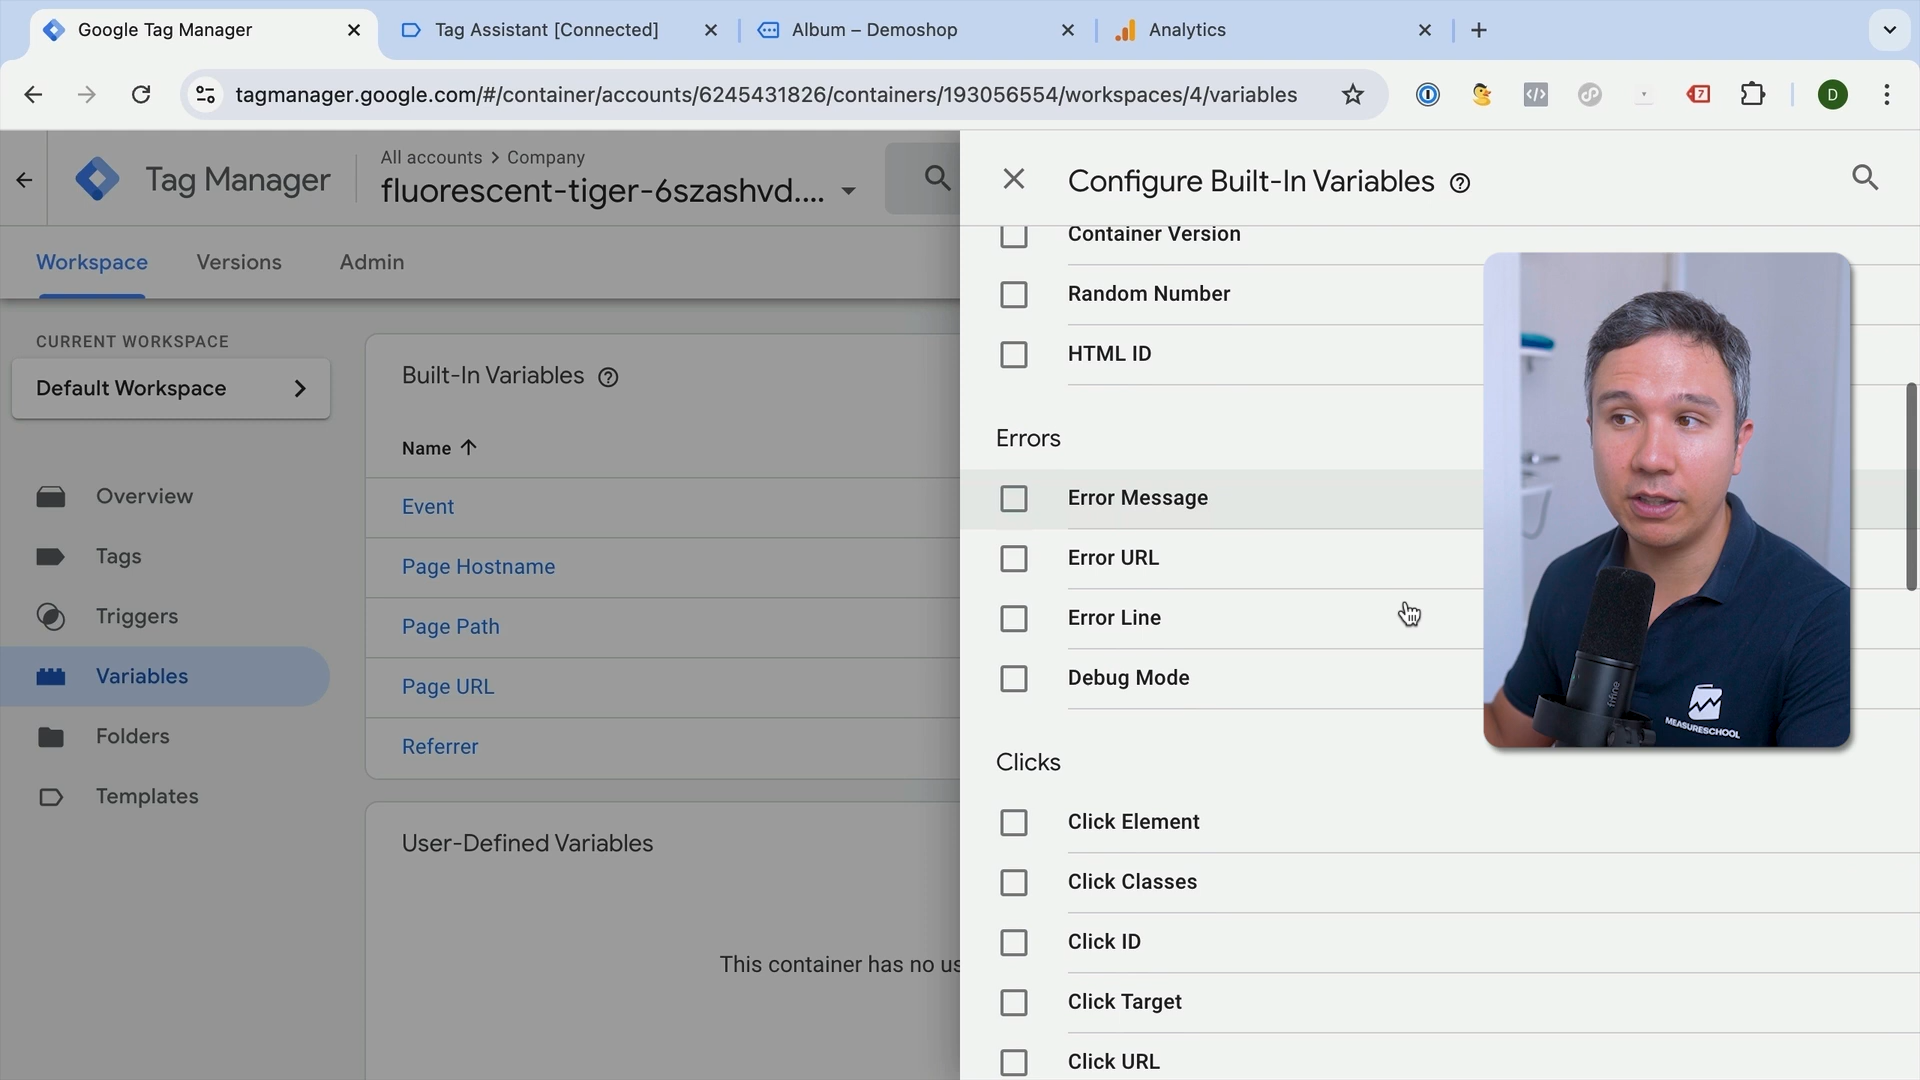 Google Tag Manager
Tag Assistant [Connected]
Album – Demoshop
Analytics
tagmanager.google.com/#/container/accounts/6245431826/containers/193056554/workspaces/4/variables
7
D
Tag Manager
All accounts > Company
fluorescent-tiger-6szashvd....
Workspace
Versions
Admin
CURRENT WORKSPACE
Default Workspace
Overview
Tags
Triggers
Variables
Folders
Templates
Built-In Variables
Name
Event
Page Hostname
Page Path
Page URL
Referrer
User-Defined Variables
This container has no us
Configure Built-In Variables
Container Version
Random Number
HTML ID
Errors
Error Message
Error URL
Error Line
Debug Mode
Clicks
Click Element
Click Classes
Click ID
Click Target
Click URL
fifine
MEASURESCHOOL